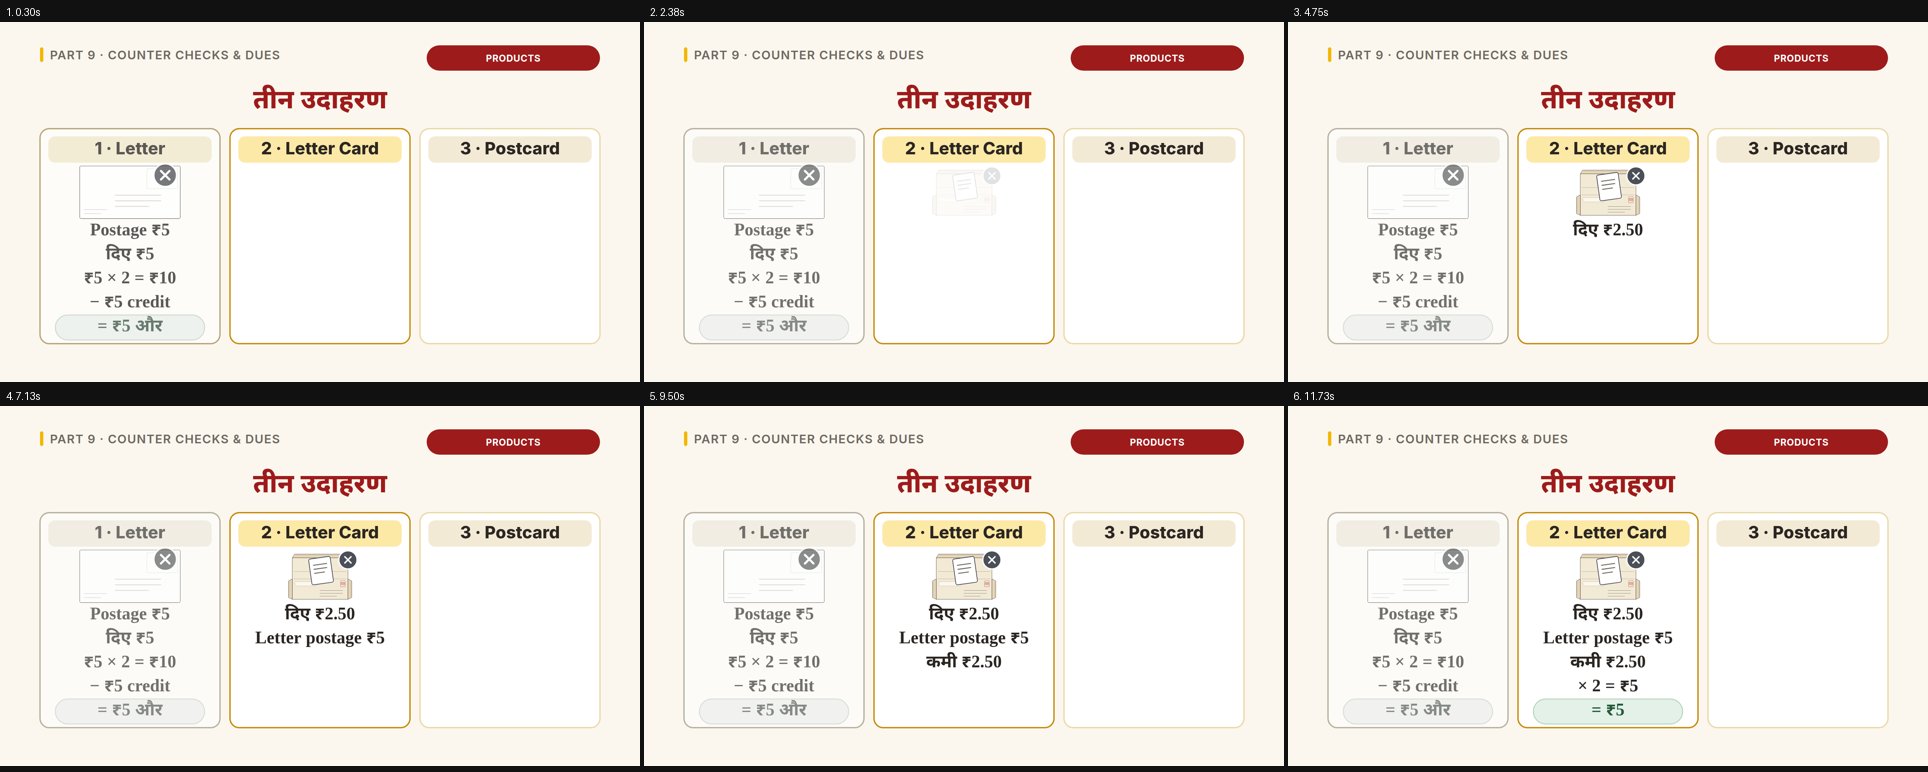 1. 0.30s
PART 9 · COUNTER CHECKS & DUES
PRODUCTS
तीन उदाहरण
1 · Letter
Postage ₹5
दिए ₹5
₹5 × 2 = ₹10
− ₹5 credit
= ₹5 और
2 · Letter Card
3 · Postcard
2. 2.38s
PART 9 · COUNTER CHECKS & DUES
PRODUCTS
तीन उदाहरण
1 · Letter
Postage ₹5
दिए ₹5
₹5 × 2 = ₹10
− ₹5 credit
= ₹5 और
2 · Letter Card
3 · Postcard
3. 4.75s
PART 9 · COUNTER CHECKS & DUES
PRODUCTS
तीन उदाहरण
1 · Letter
Postage ₹5
दिए ₹5
₹5 × 2 = ₹10
− ₹5 credit
= ₹5 और
2 · Letter Card
दिए ₹2.50
3 · Postcard
4. 7.13s
PART 9 · COUNTER CHECKS & DUES
PRODUCTS
तीन उदाहरण
1 · Letter
Postage ₹5
दिए ₹5
₹5 × 2 = ₹10
− ₹5 credit
= ₹5 और
2 · Letter Card
दिए ₹2.50
Letter postage ₹5
3 · Postcard
5. 9.50s
PART 9 · COUNTER CHECKS & DUES
PRODUCTS
तीन उदाहरण
1 · Letter
Postage ₹5
दिए ₹5
₹5 × 2 = ₹10
− ₹5 credit
= ₹5 और
2 · Letter Card
दिए ₹2.50
Letter postage ₹5
कमी ₹2.50
3 · Postcard
6. 11.73s
PART 9 · COUNTER CHECKS & DUES
PRODUCTS
तीन उदाहरण
1 · Letter
Postage ₹5
दिए ₹5
₹5 × 2 = ₹10
− ₹5 credit
= ₹5 और
2 · Letter Card
दिए ₹2.50
Letter postage ₹5
कमी ₹2.50
× 2 = ₹5
= ₹5
3 · Postcard